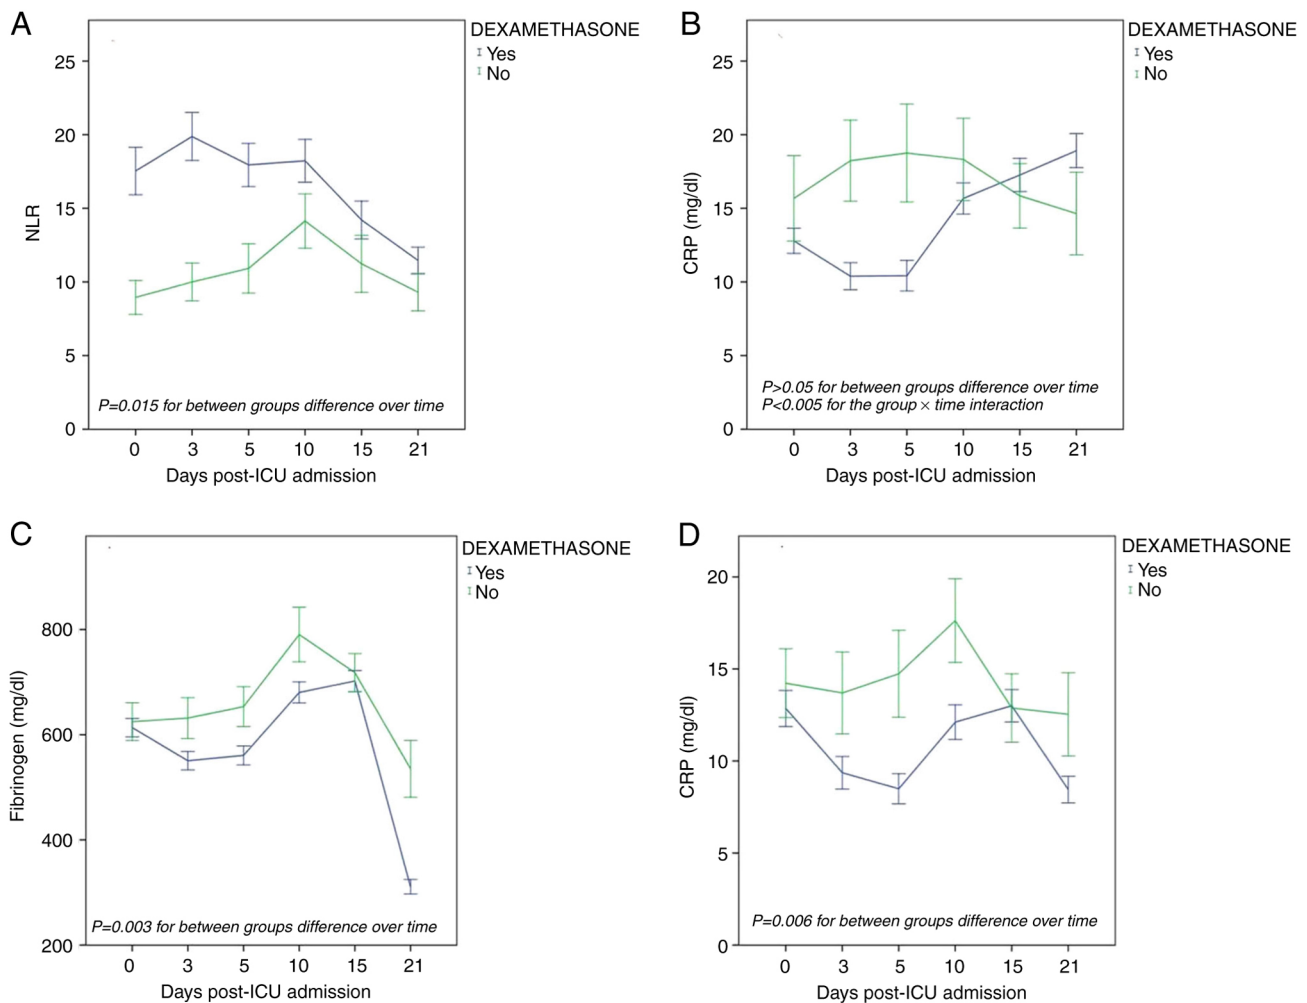 A
DEXAMETHASONE
Yes
No
25
20
15
10
5
0
NLR
P=0.015 for between groups difference over time
0 3 5 10 15 21
Days post-ICU admission
B
DEXAMETHASONE
Yes
No
25
20
15
10
5
0
CRP (mg/dl)
P>0.05 for between groups difference over time
P<0.005 for the group × time interaction
0 3 5 10 15 21
Days post-ICU admission
C
DEXAMETHASONE
Yes
No
800
600
400
200
Fibrinogen (mg/dl)
P=0.003 for between groups difference over time
0 3 5 10 15 21
Days post-ICU admission
D
DEXAMETHASONE
Yes
No
20
15
10
5
0
CRP (mg/dl)
P=0.006 for between groups difference over time
0 3 5 10 15 21
Days post-ICU admission